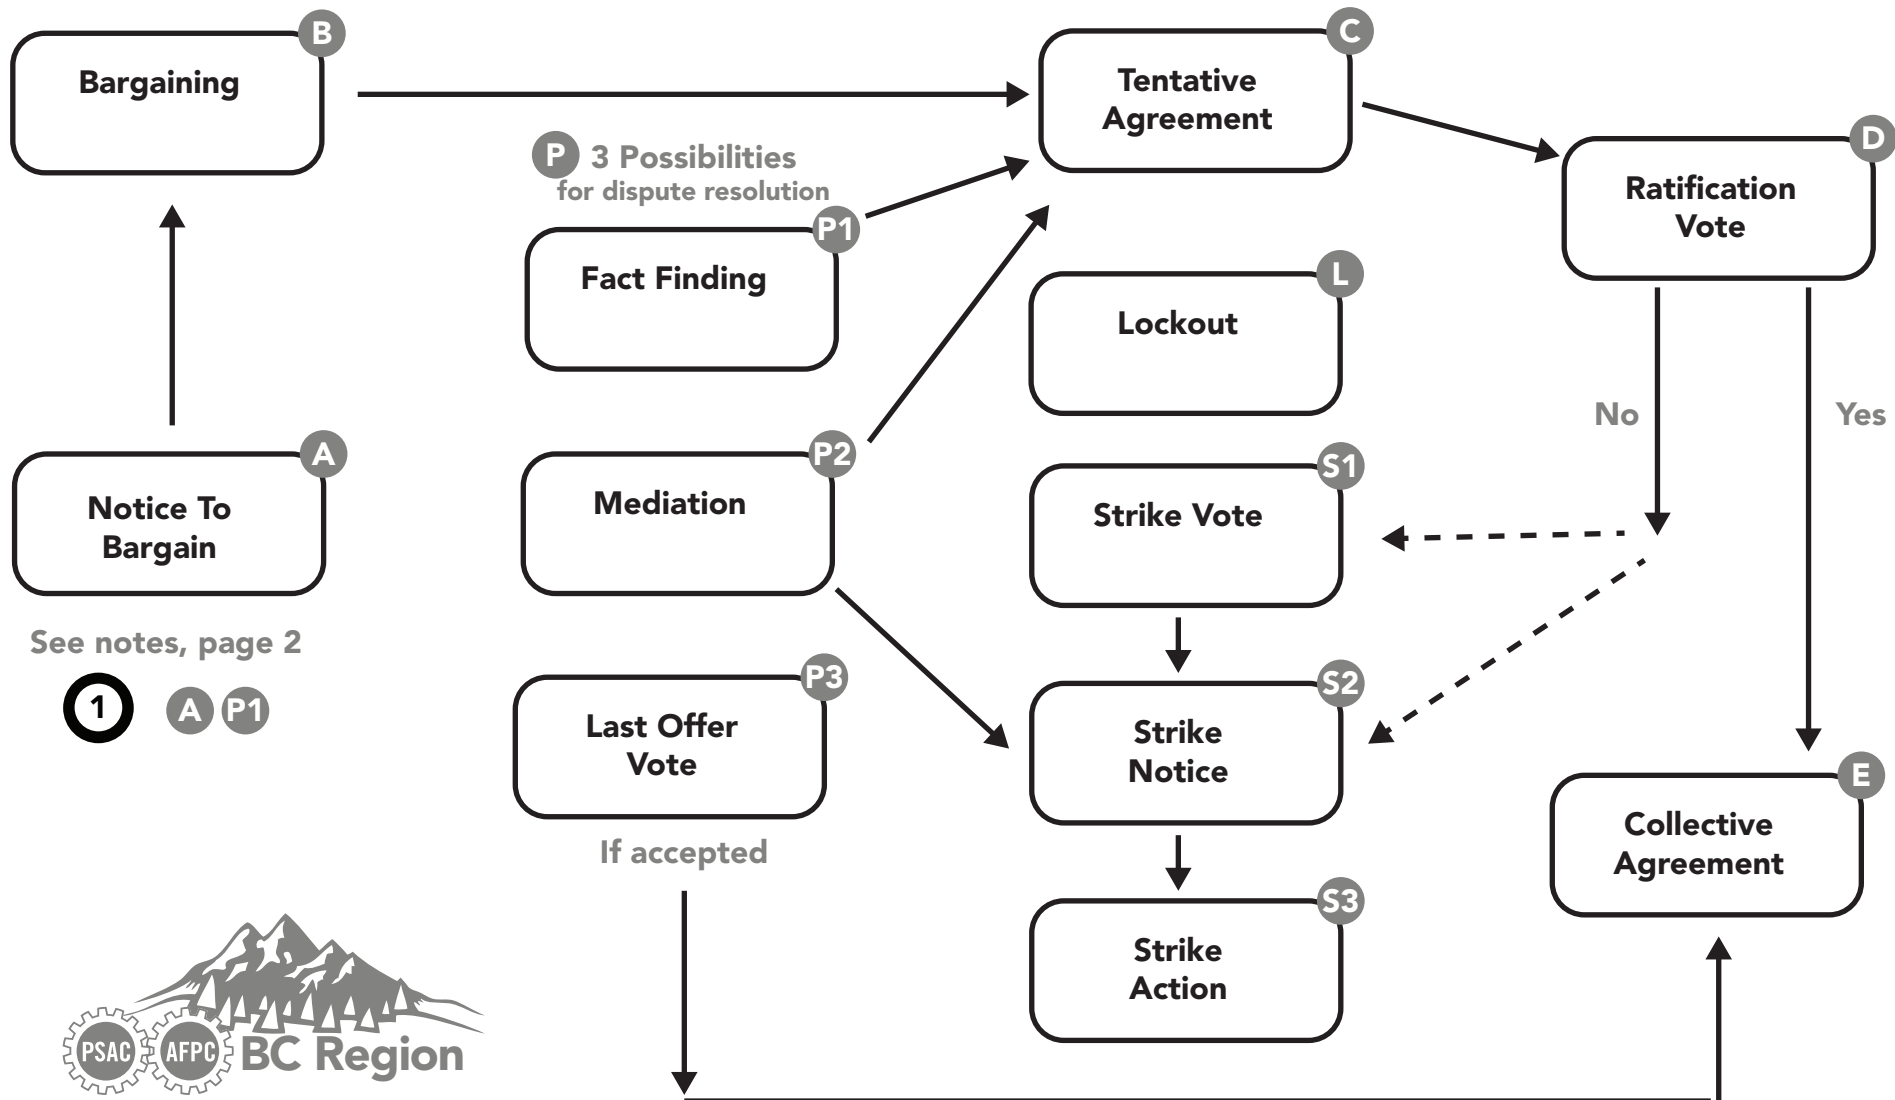 B
Bargaining
C
Tentative
Agreement
D
Ratification
Vote
P 3 Possibilities
for dispute resolution
P1
Fact Finding
L
Lockout
No
Yes
A
Notice To
Bargain
P2
Mediation
S1
Strike Vote
See notes, page 2
1 A P1
P3
Last Offer
Vote
If accepted
S2
Strike
Notice
E
Collective
Agreement
S3
Strike
Action
PSAC AFPC BC Region